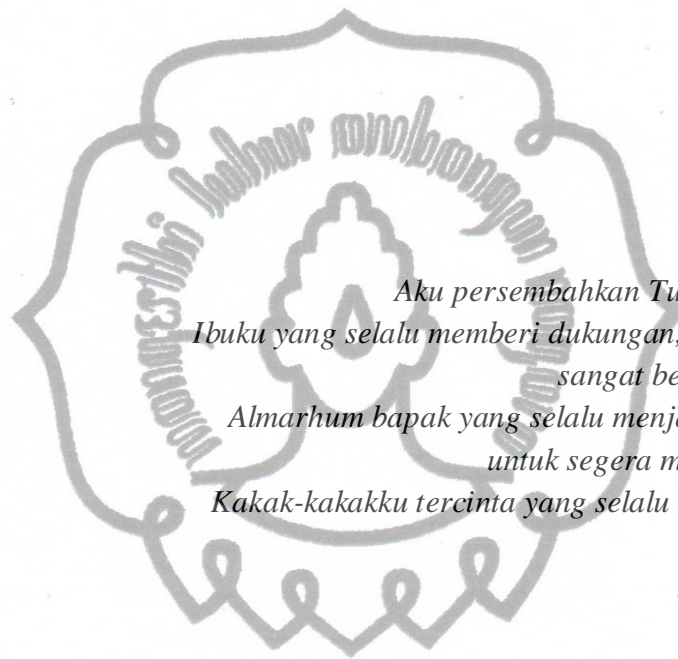 Aku persembahkan Tu
Ibuku yang selalu memberi dukungan,
sangat be
Almarhum bapak yang selalu menja
untuk segera m
Kakak-kakakku tercinta yang selalu